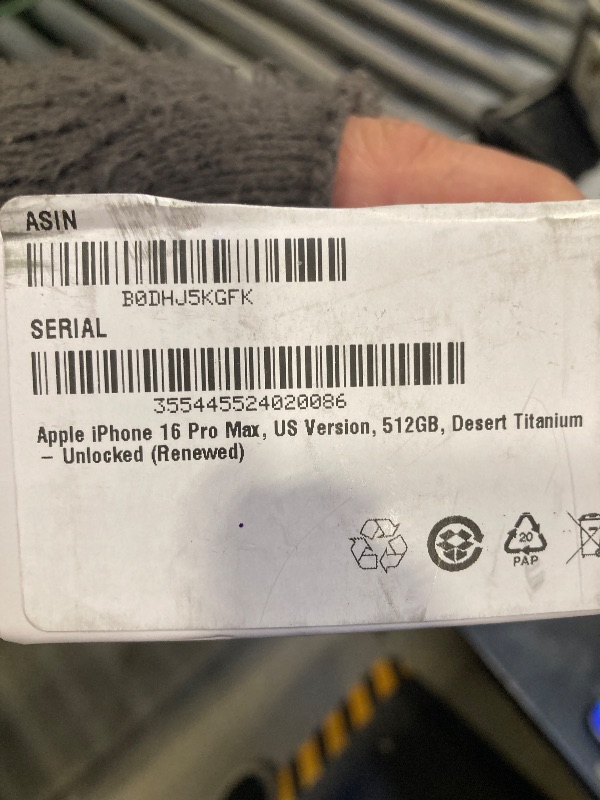 ASIN
B0DHJ5KGFK
SERIAL
355445524020086
Apple iPhone 16 Pro Max, US Version, 512GB, Desert Titanium
– Unlocked (Renewed)
20
PAP